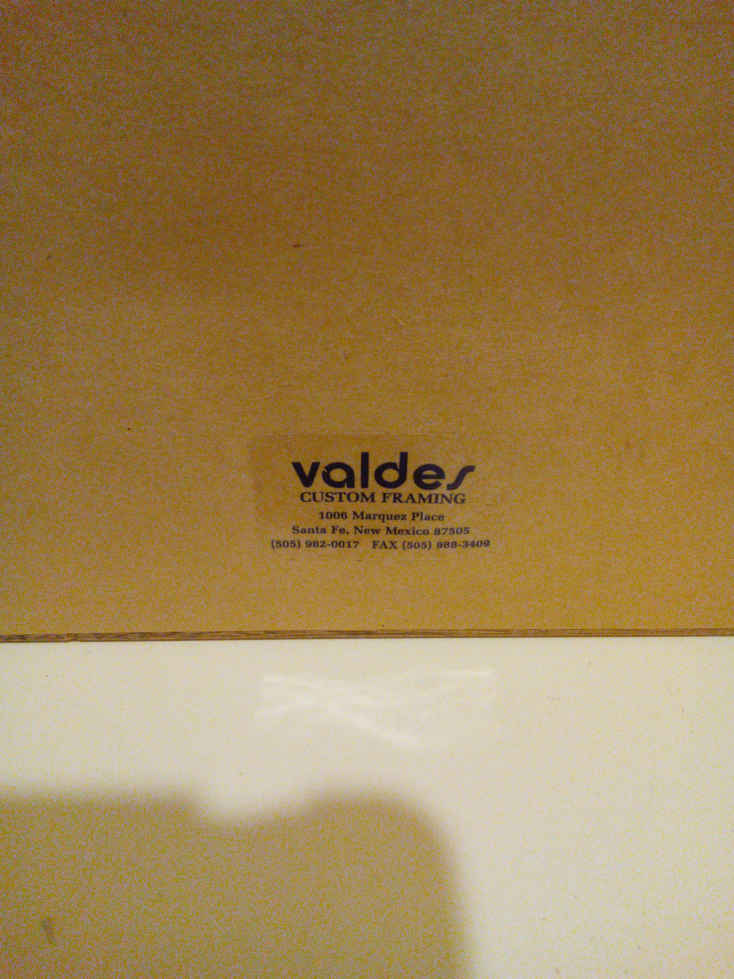 valdes
CUSTOM FRAMING
1006 Marquez Place
Santa Fe, New Mexico 87505
(505) 982-0017 FAX (505) 988-3409